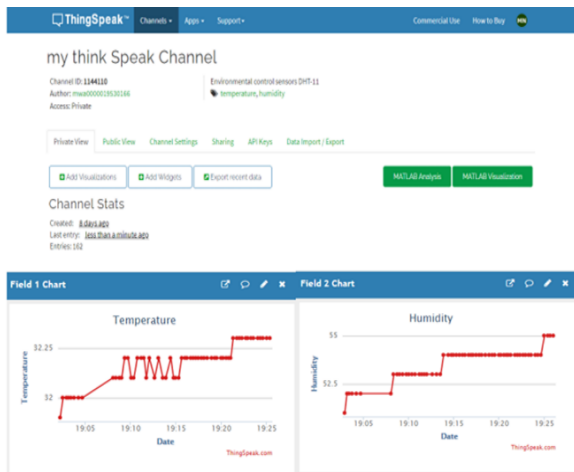 ThingSpeak™ Channels Apps Support Commercial Use How to Buy MN
my think Speak Channel
Channel ID: 1144110
Author: mwa0000019530166
Access: Private
Environmental control sensors DHT-11
temperature, humidity
Private View Public View Channel Settings Sharing API Keys Data Import / Export
Add Visualizations Add Widgets Export recent data MATLAB Analysis MATLAB Visualization
Channel Stats
Created: 8 days ago
Last entry: less than a minute ago
Entries: 162
Field 1 Chart
Temperature
Temperature
32.25
32
19:05 19:10 19:15 19:20 19:25
Date
ThingSpeak.com
Field 2 Chart
Humidity
Humidity
55
52.5
19:05 19:10 19:15 19:20 19:25
Date
ThingSpeak.com